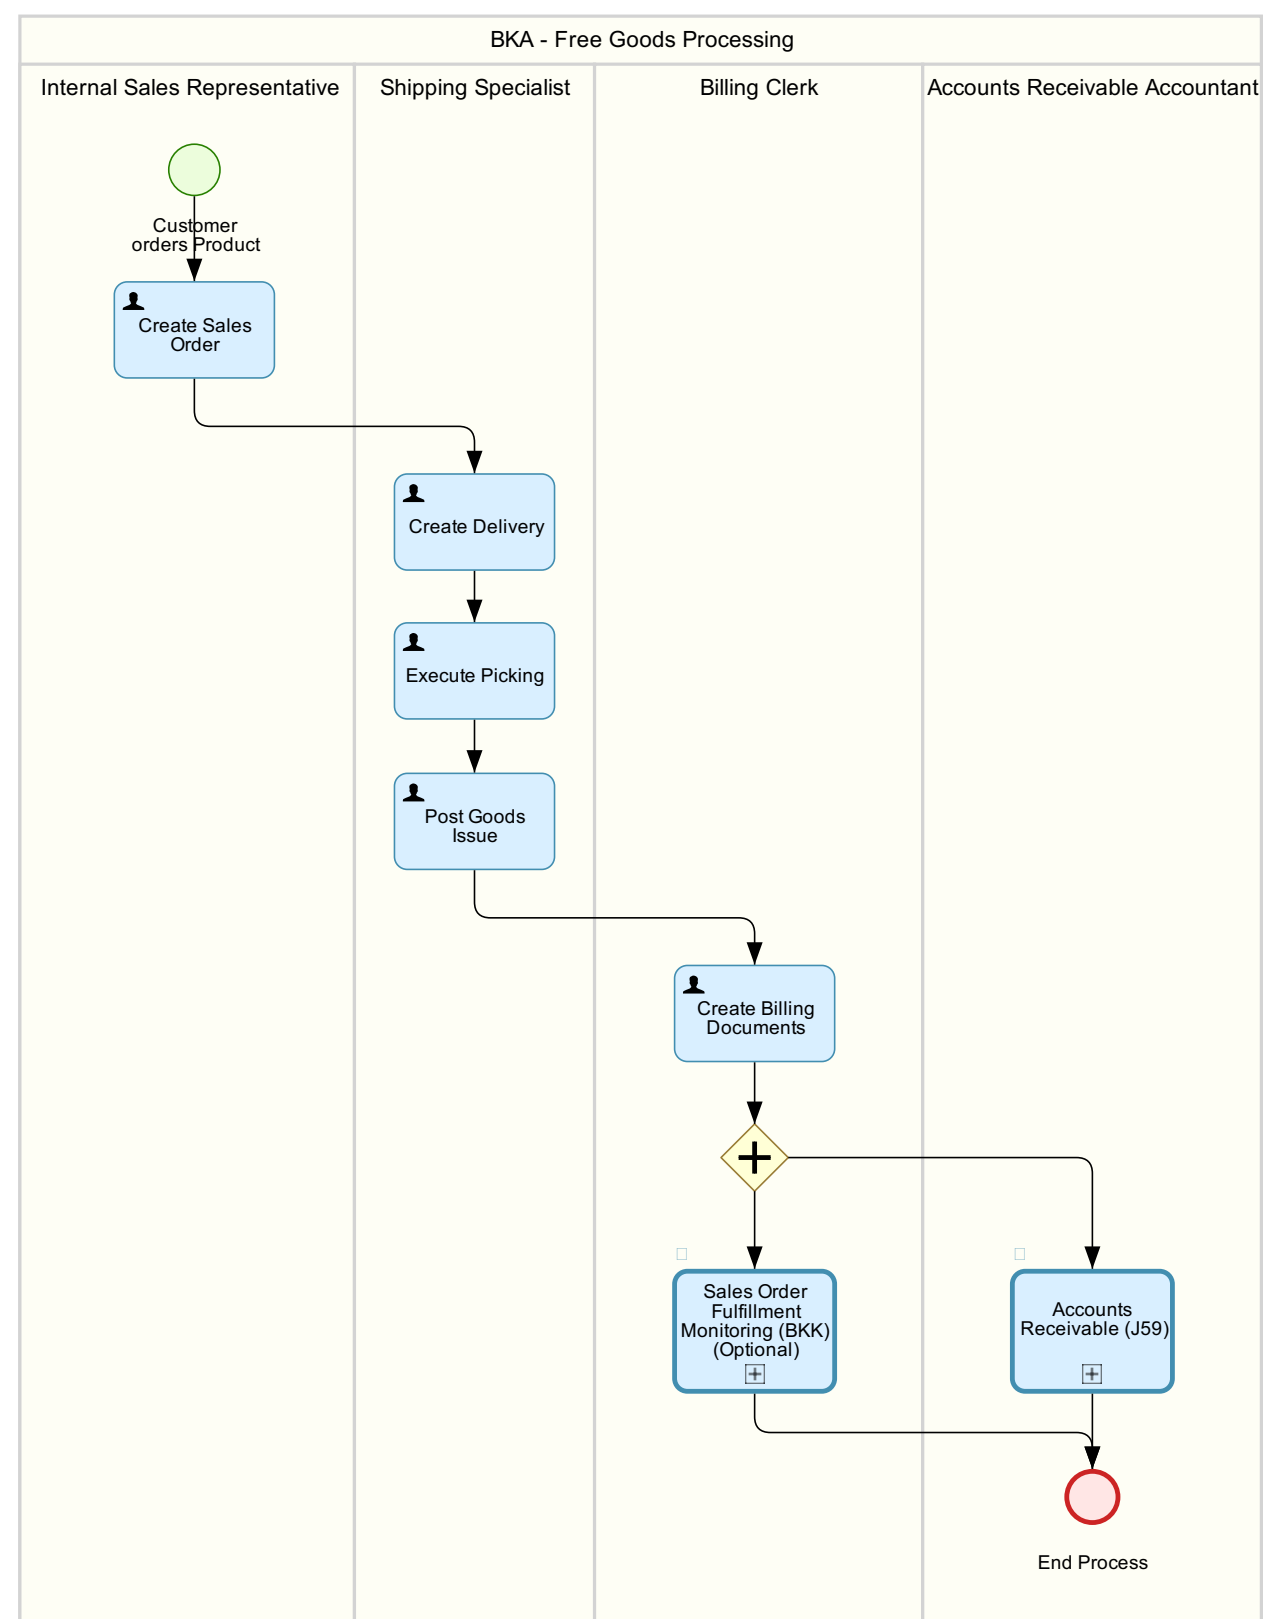 BKA - Free Goods Processing
Internal Sales Representative
Shipping Specialist
Billing Clerk
Accounts Receivable Accountant
Customer
orders Product
Create Sales
Order
Create Delivery
Execute Picking
Post Goods
Issue
Create Billing
Documents
Sales Order
Fulfillment
Monitoring (BKK)
(Optional)
Accounts
Receivable (J59)
End Process